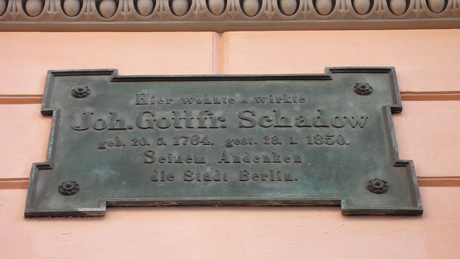 Hier wohnte & wirkte
Joh. Gottfr. Schadow
geb. 20. 5. 1764. gest. 28. 1. 1850.
Seinem Andenken
die Stadt Berlin.